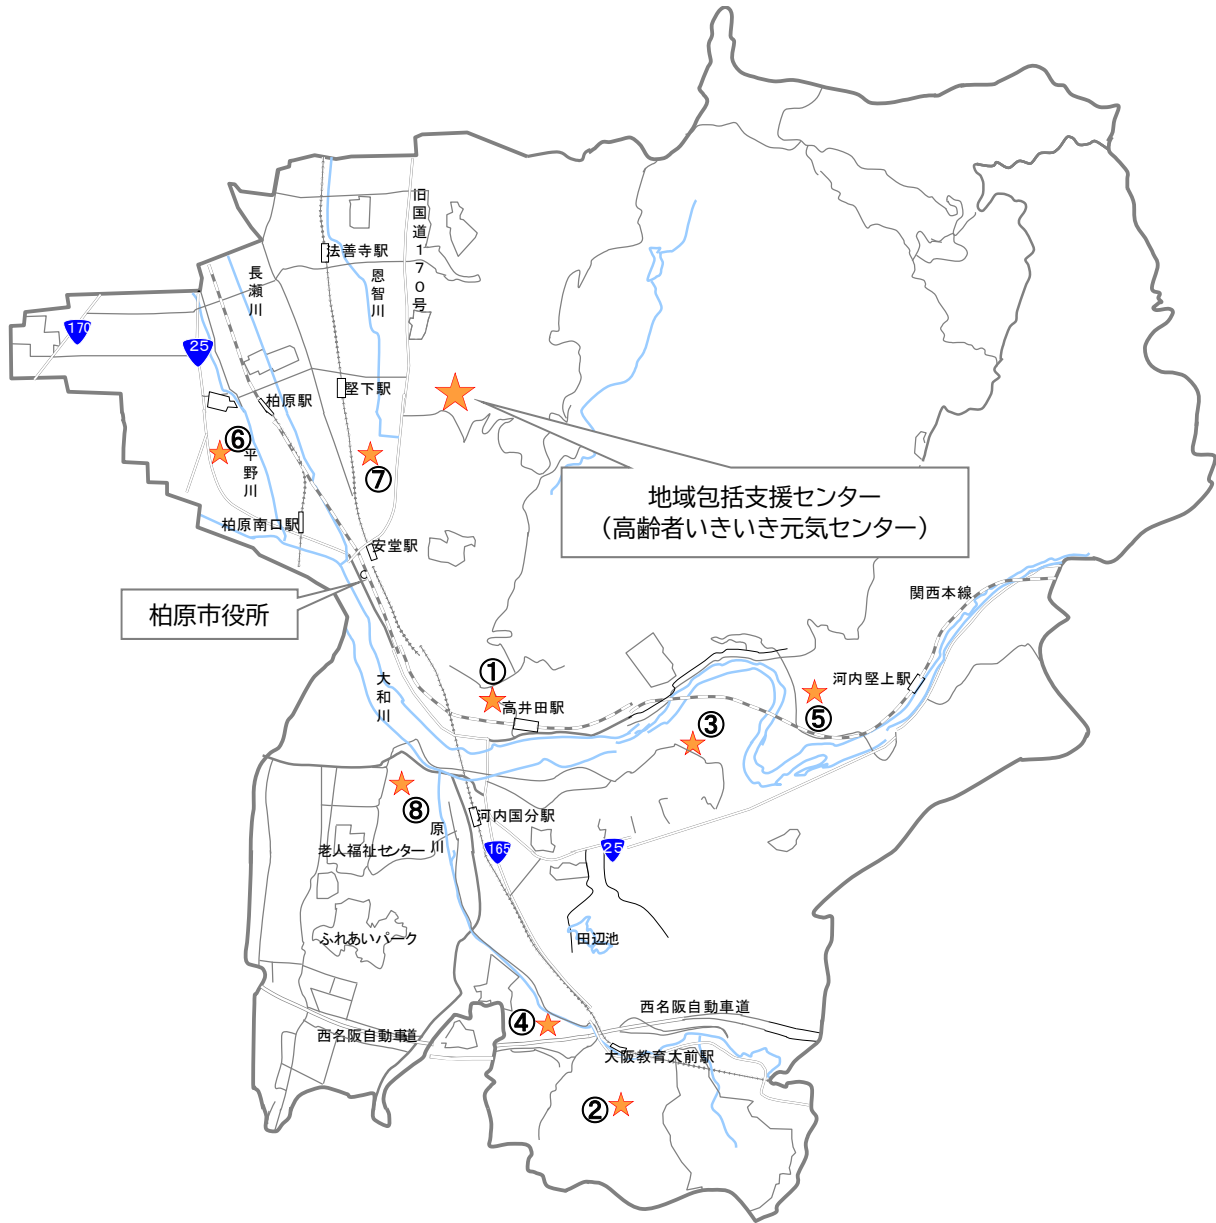 旧国道170号
法善寺駅
長瀬川
恩智川
170
25
堅下駅
柏原駅
⑥
平野川
⑦
地域包括支援センター
（高齢者いきいき元気センター）
柏原南口駅
安堂駅
関西本線
柏原市役所
①
大和川
高井田駅
河内堅上駅
③
⑤
⑧
原川
河内国分駅
老人福祉センター
165
25
ふれあいパーク
田辺池
西名阪自動車道
④
西名阪自動車道
大阪教育大前駅
②